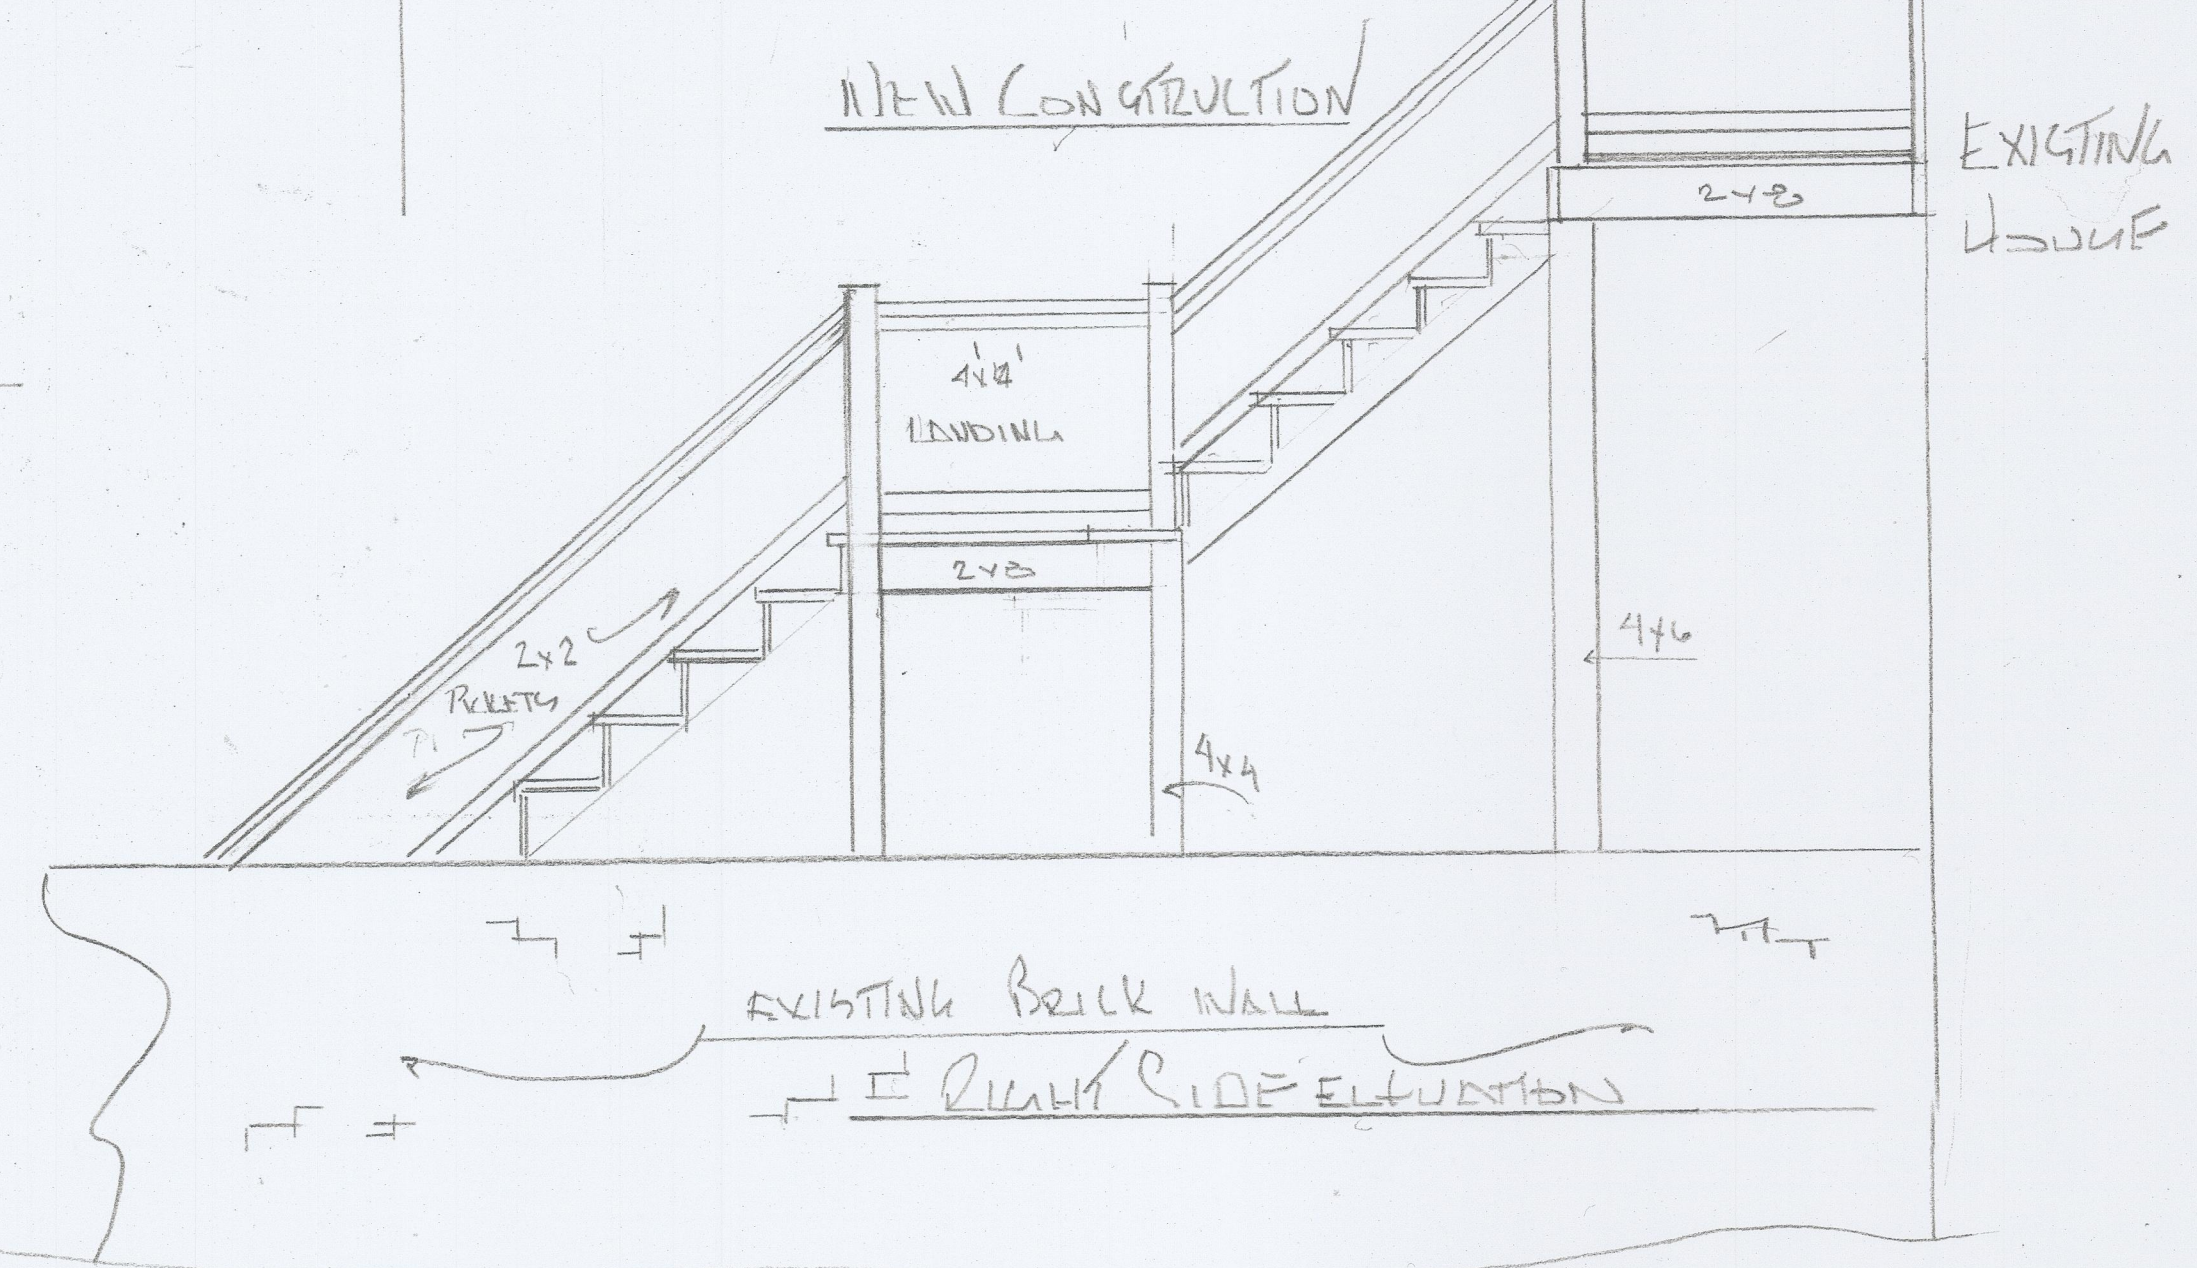 NEW CONSTRUCTION
EXISTING
HOUSE
2x8
4'x4'
LANDING
2x8
2x2
PICKETS
4x6
4x4
EXISTING BRICK WALL
RIGHT SIDE ELEVATION